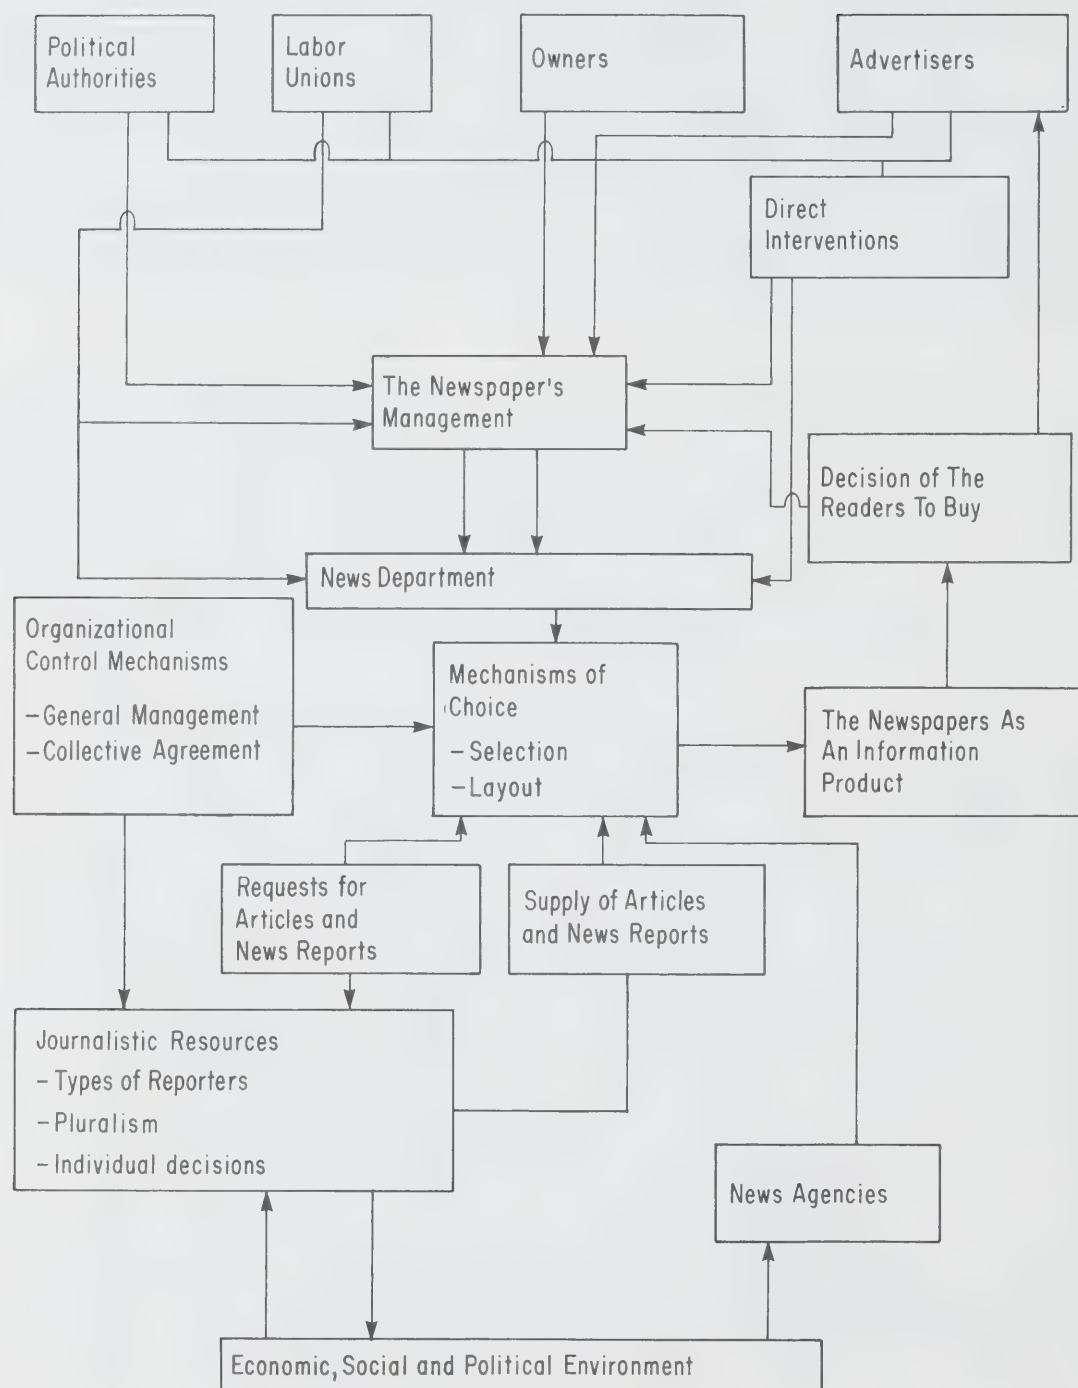 Political
Authorities
Labor
Unions
Owners
Advertisers
Direct
Interventions
The Newspaper's
Management
Decision of The
Readers To Buy
News Department
Organizational
Control Mechanisms
–General Management
–Collective Agreement
Mechanisms of
Choice
–Selection
–Layout
The Newspapers As
An Information
Product
Requests for
Articles and
News Reports
Supply of Articles
and News Reports
Journalistic Resources
– Types of Reporters
–Pluralism
–Individual decisions
News Agencies
Economic, Social and Political Environment